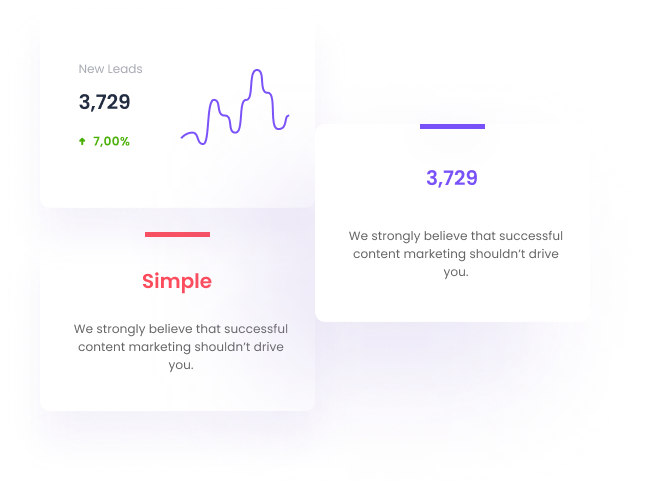 New Leads
3,729
7,00%
Simple
We strongly believe that successful
content marketing shouldn’t drive
you.
3,729
We strongly believe that successful
content marketing shouldn’t drive
you.